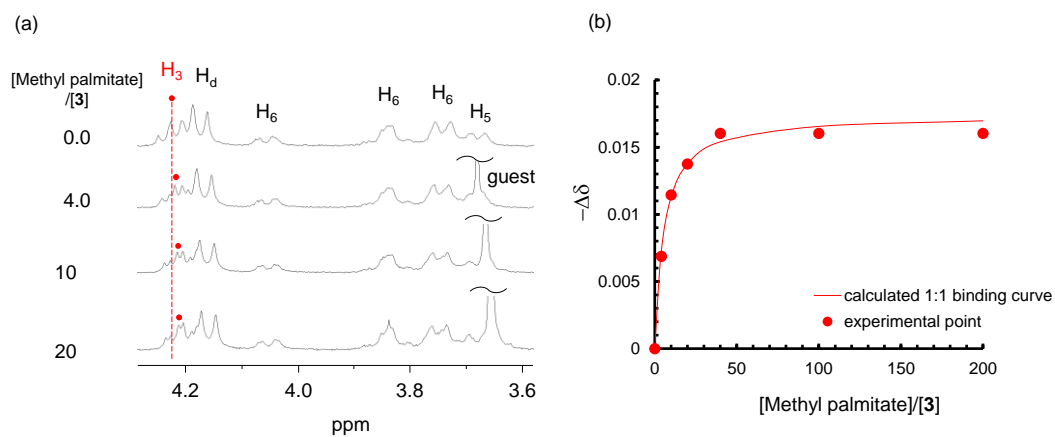 (a)
[Methyl palmitate]
/[3]
H3
Hd
H6
H6
H6
H5
0.0
4.0
guest
10
20
4.2
4.0
3.8
3.6
ppm
(b)
0.02
0.015
0.01
0.005
0
−Δδ
calculated 1:1 binding curve
experimental point
0
50
100
150
200
[Methyl palmitate]/[3]